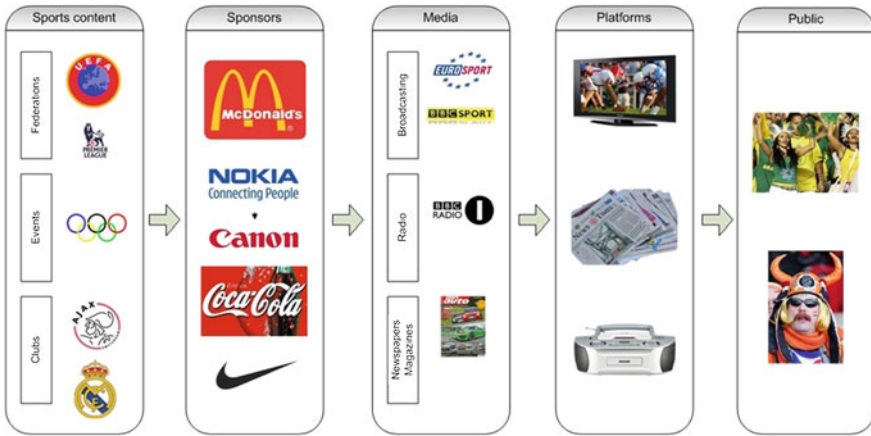 Sports content
Sponsors
Media
Platforms
Public
Federations
UEFA
PREMIER
LEAGUE
Events
Clubs
AJAX
McDonald's
NOKIA
Connecting People
Canon
Coca-Cola
Broadcasting
EUROSPORT
BBC SPORT
Radio
BBC
RADIO 1
Newspapers
Magazines
auto